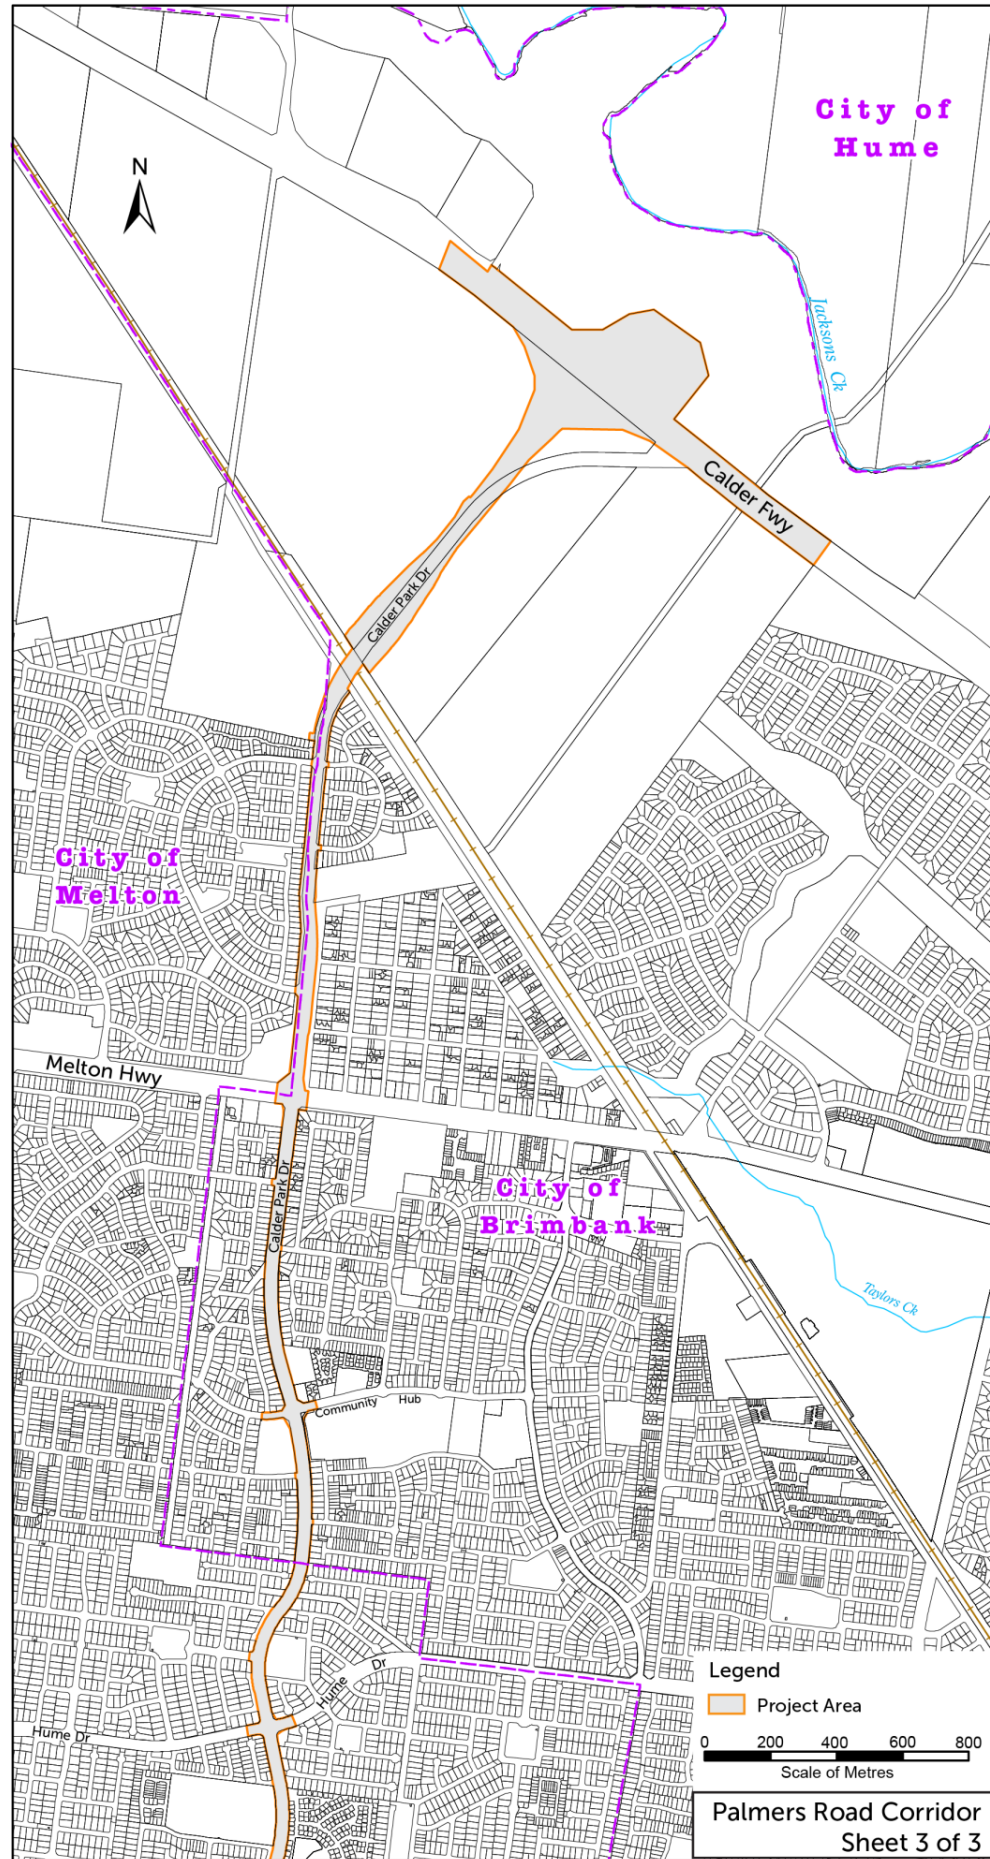 City of
Hume
N
Jacksons Ck
Calder Fwy
Calder Park Dr
City of
Melton
Melton Hwy
Calder Park Dr
City of
Brimbank
Taylors Ck
Community Hub
Hume Dr
Hume Dr
Legend
Project Area
0 200 400 600 800
Scale of Metres
Palmers Road Corridor
Sheet 3 of 3